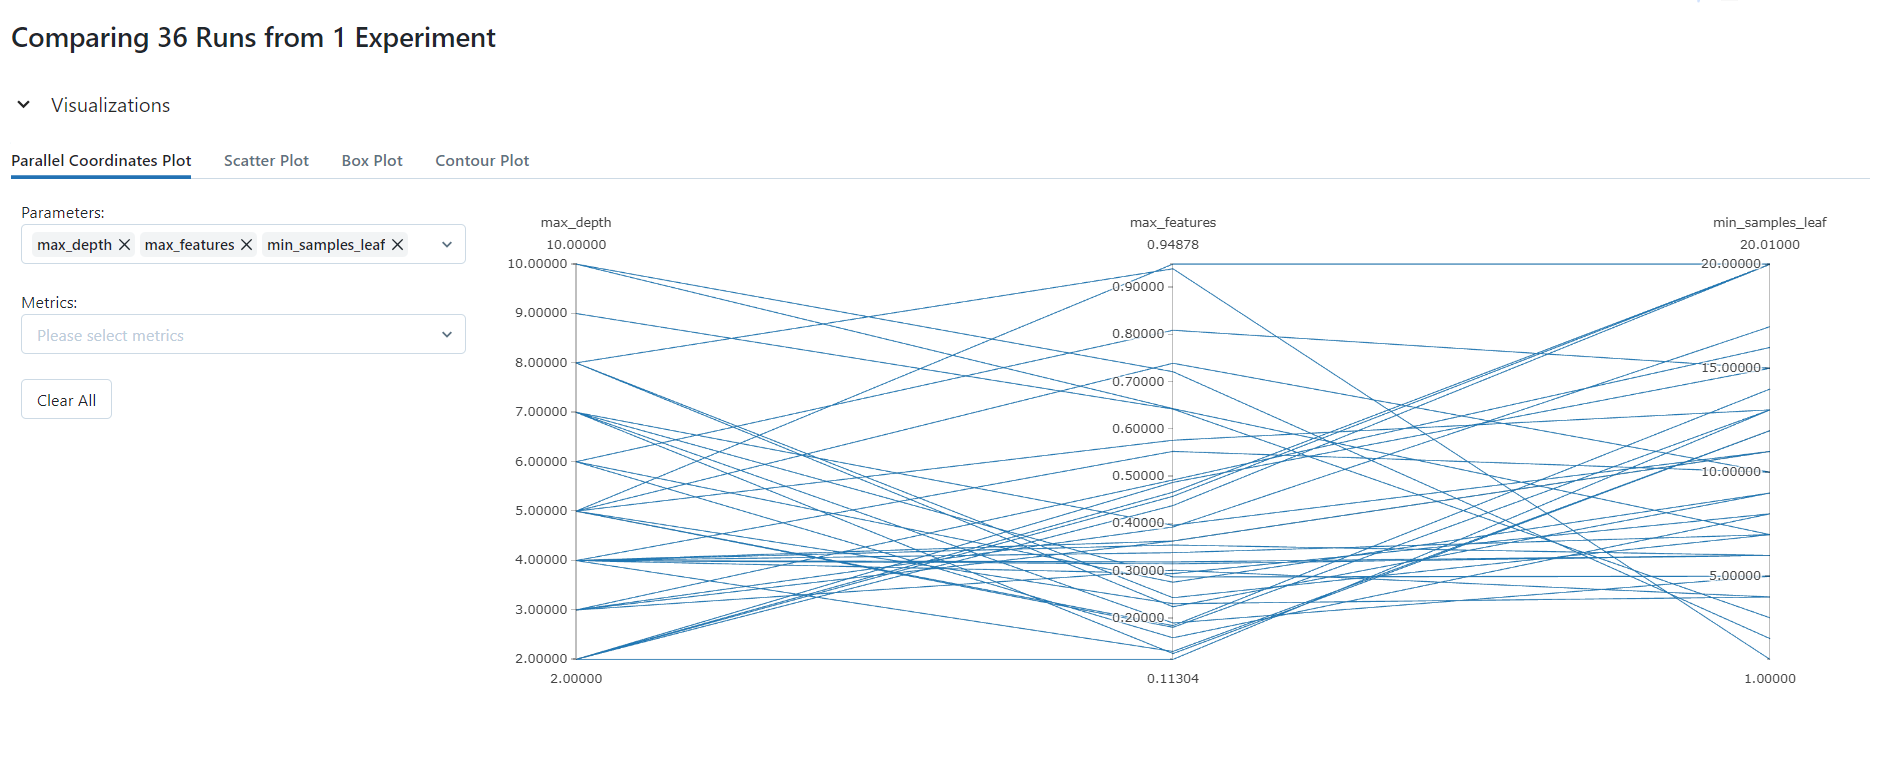 Comparing 36 Runs from 1 Experiment
Visualizations
Parallel Coordinates Plot Scatter Plot Box Plot Contour Plot
Parameters:
max_depth max_features min_samples_leaf
Metrics:
Please select metrics
Clear All
max_depth
10.00000
10.00000
9.00000
8.00000
7.00000
6.00000
5.00000
4.00000
3.00000
2.00000
2.00000
max_features
0.94878
0.90000
0.80000
0.70000
0.60000
0.50000
0.40000
0.30000
0.20000
0.11304
min_samples_leaf
20.01000
20.00000
15.00000
10.00000
5.00000
1.00000